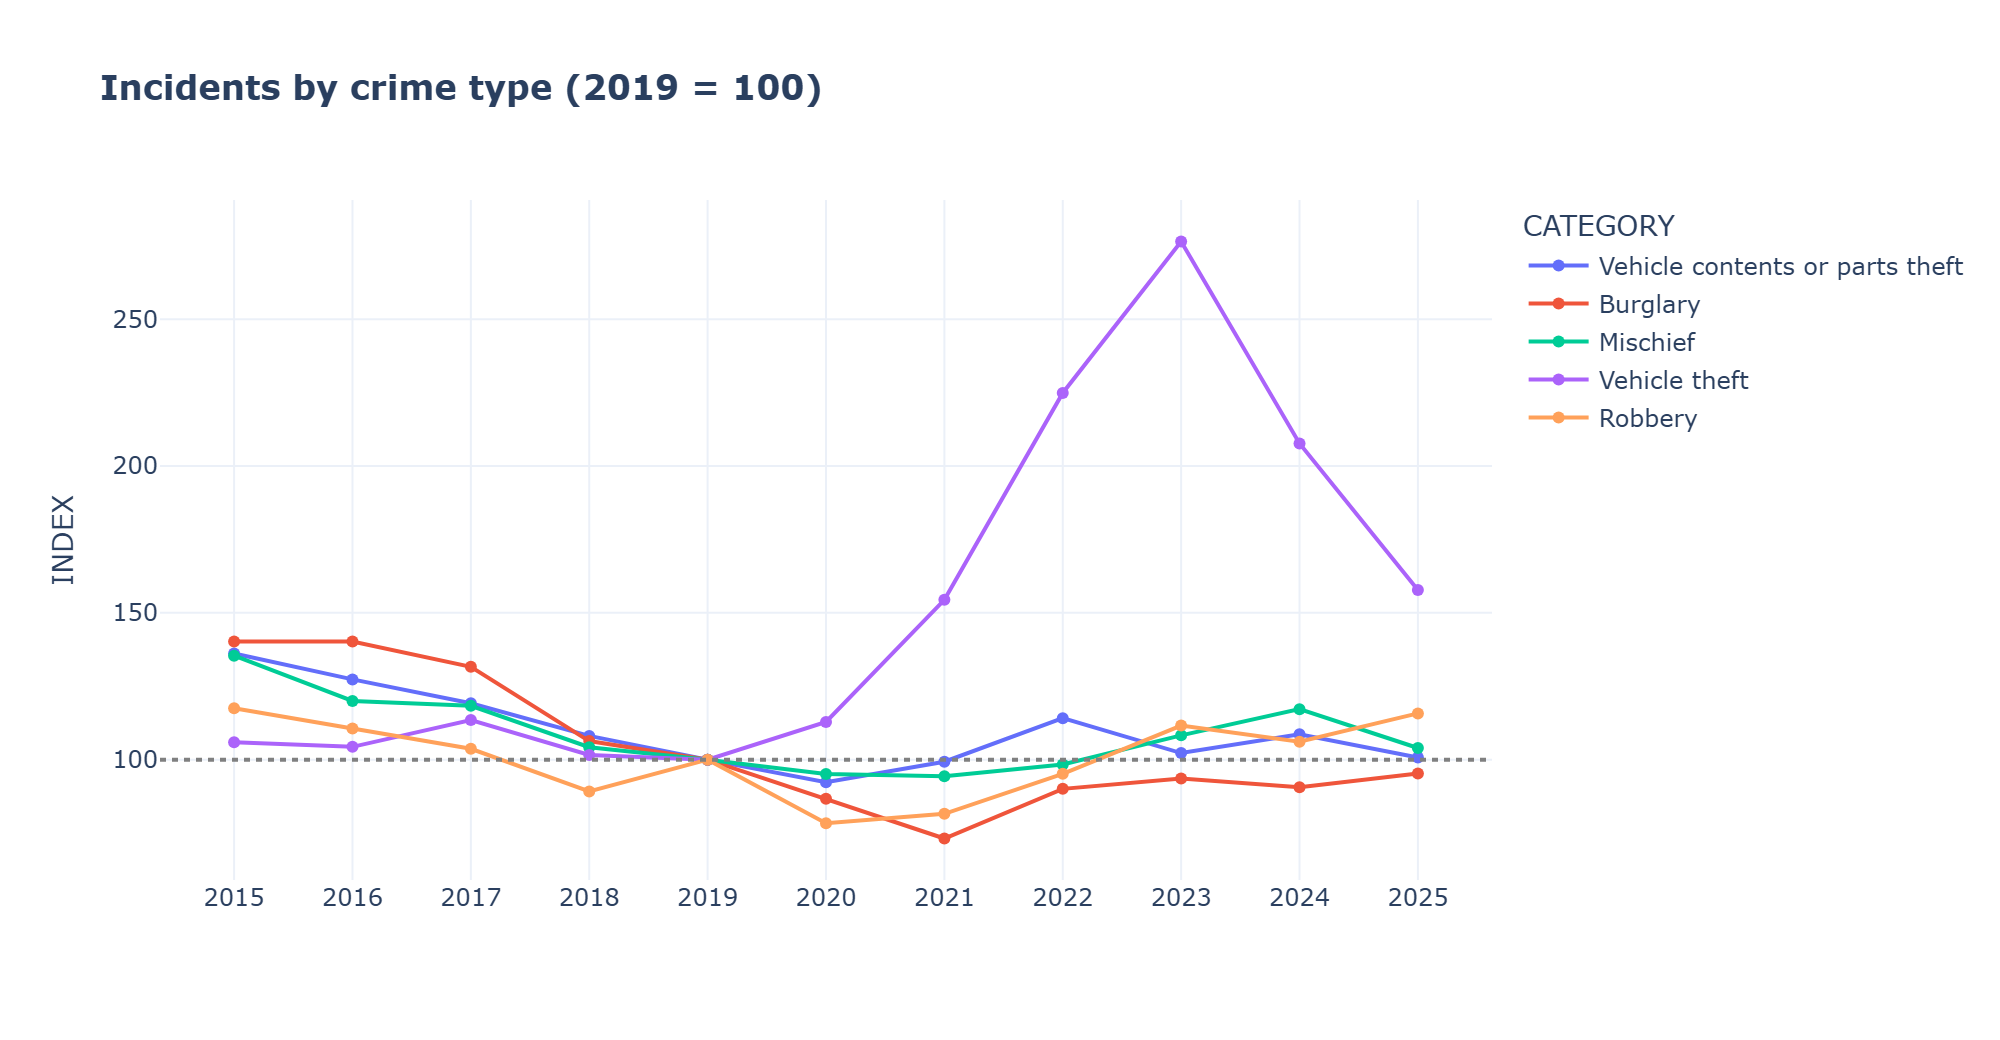 Incidents by crime type (2019 = 100)
CATEGORY
Vehicle contents or parts theft
Burglary
Mischief
Vehicle theft
Robbery
INDEX
250
200
150
100
2015 2016 2017 2018 2019 2020 2021 2022 2023 2024 2025